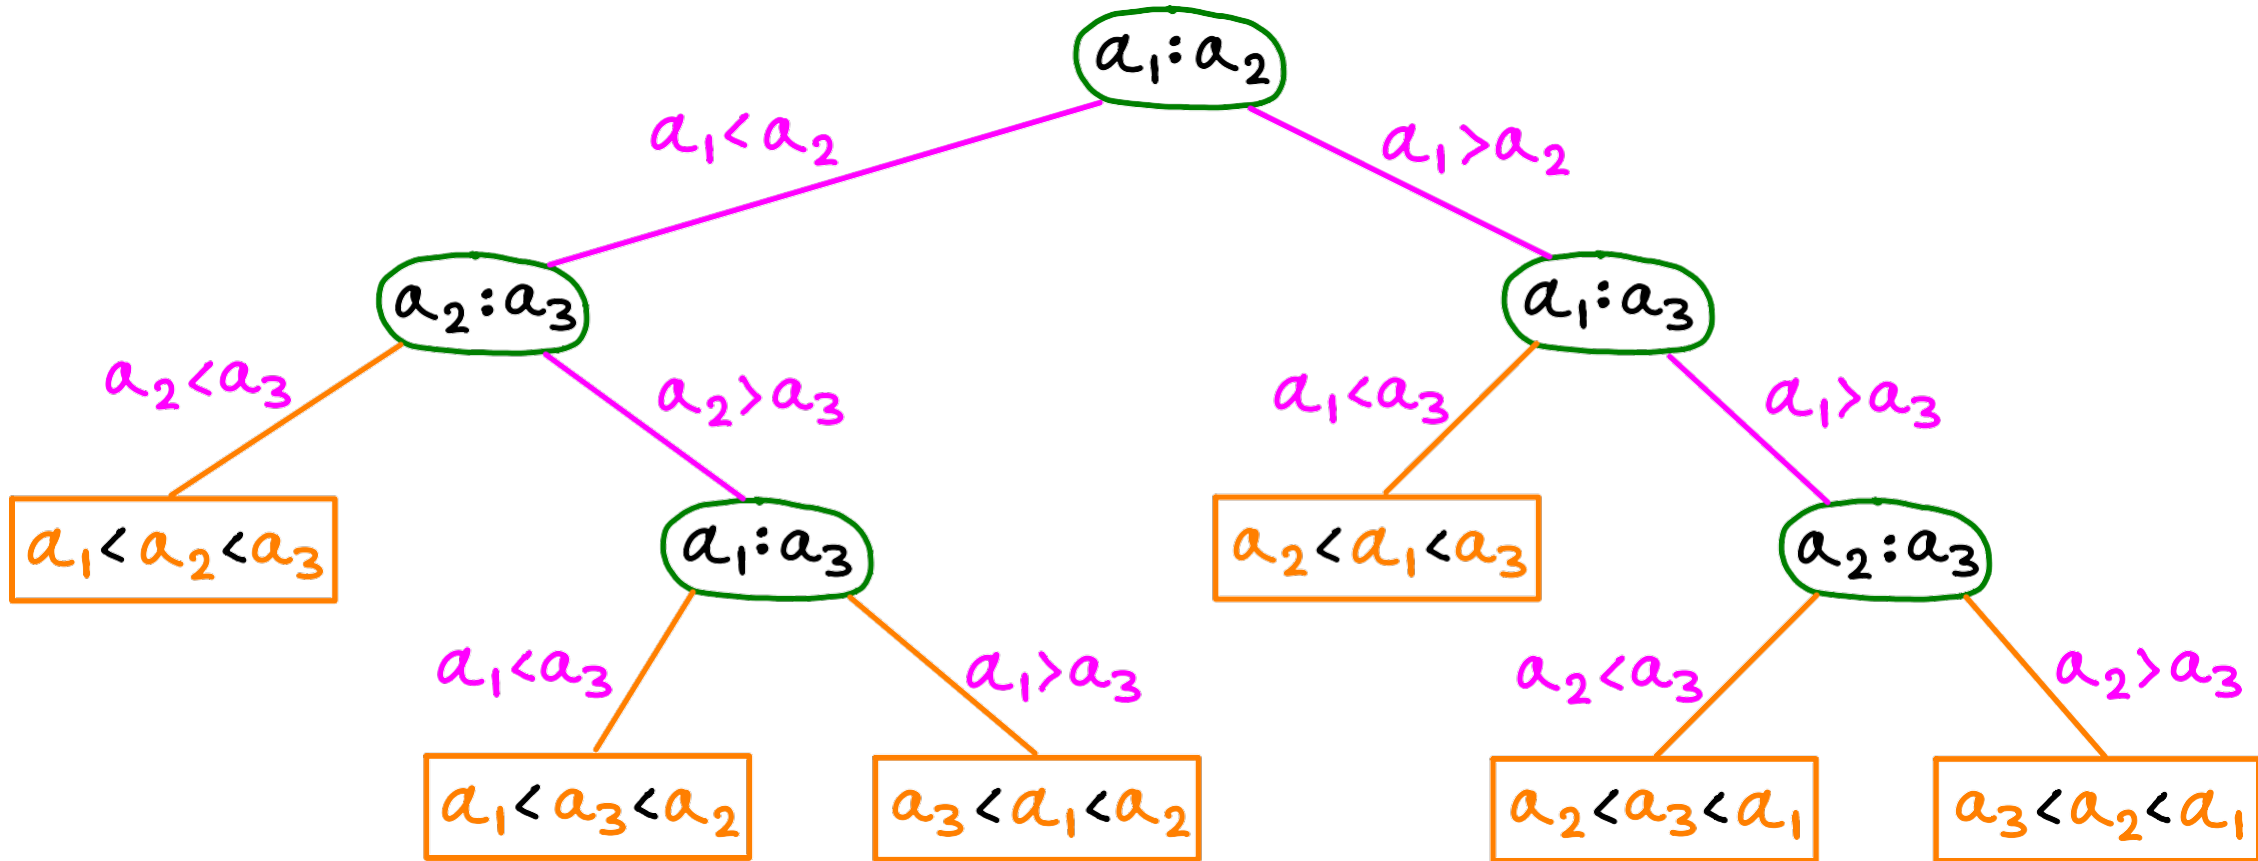 a₁:a₂
a₁<a₂
a₁>a₂
a₂:a₃
a₁:a₃
a₂<a₃
a₂>a₃
a₁<a₃
a₁>a₃
a₁<a₂<a₃
a₁:a₃
a₂<a₁<a₃
a₂:a₃
a₁<a₃
a₁>a₃
a₂<a₃
a₂>a₃
a₁<a₃<a₂
a₃<a₁<a₂
a₂<a₃<a₁
a₃<a₂<a₁